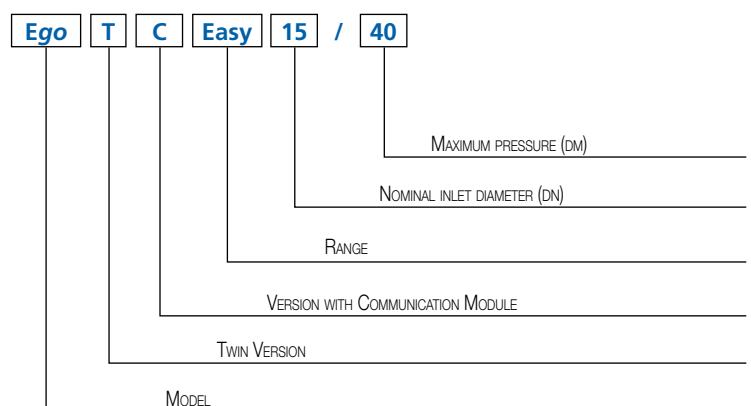 Ego T C Easy 15 / 40
Maximum pressure (dm)
Nominal inlet diameter (DN)
Range
Version with Communication Module
Twin Version
Model